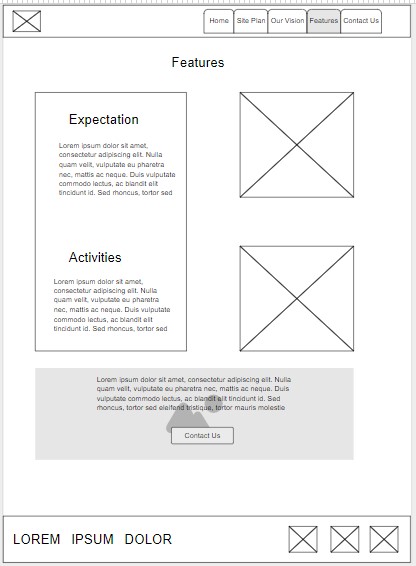 Home Site Plan Our Vision Features Contact Us
Features
Expectation
Lorem ipsum dolor sit amet,
consectetur adipiscing elit. Nulla
quam velit, vulputate eu pharetra
nec, mattis ac neque. Duis vulputate
commodo lectus, ac blandit elit
tincidunt id. Sed rhoncus, tortor sed
Activities
Lorem ipsum dolor sit amet,
consectetur adipiscing elit. Nulla
quam velit, vulputate eu pharetra
nec, mattis ac neque. Duis vulputate
commodo lectus, ac blandit elit
tincidunt id. Sed rhoncus, tortor sed
Lorem ipsum dolor sit amet, consectetur adipiscing elit. Nulla
quam velit, vulputate eu pharetra nec, mattis ac neque. Duis
vulputate commodo lectus, ac blandit elit tincidunt id. Sed
rhoncus, tortor sed eleifend tristique, tortor mauris molestie
Contact Us
LOREM IPSUM DOLOR